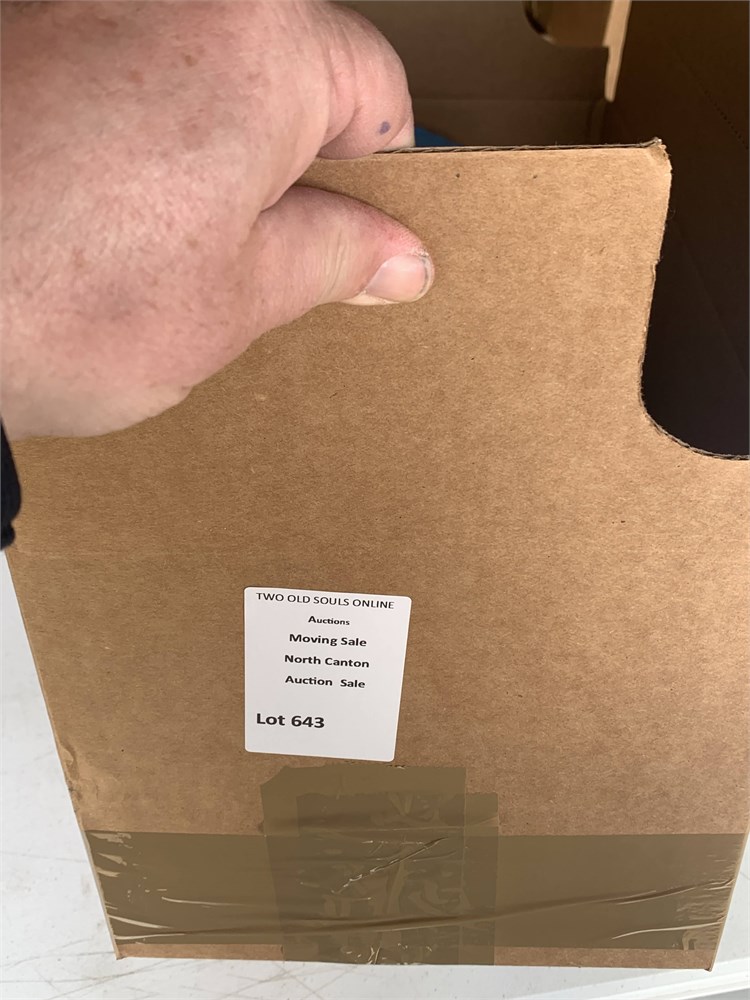 TWO OLD SOULS ONLINE
Auctions
Moving Sale
North Canton
Auction Sale
Lot 643